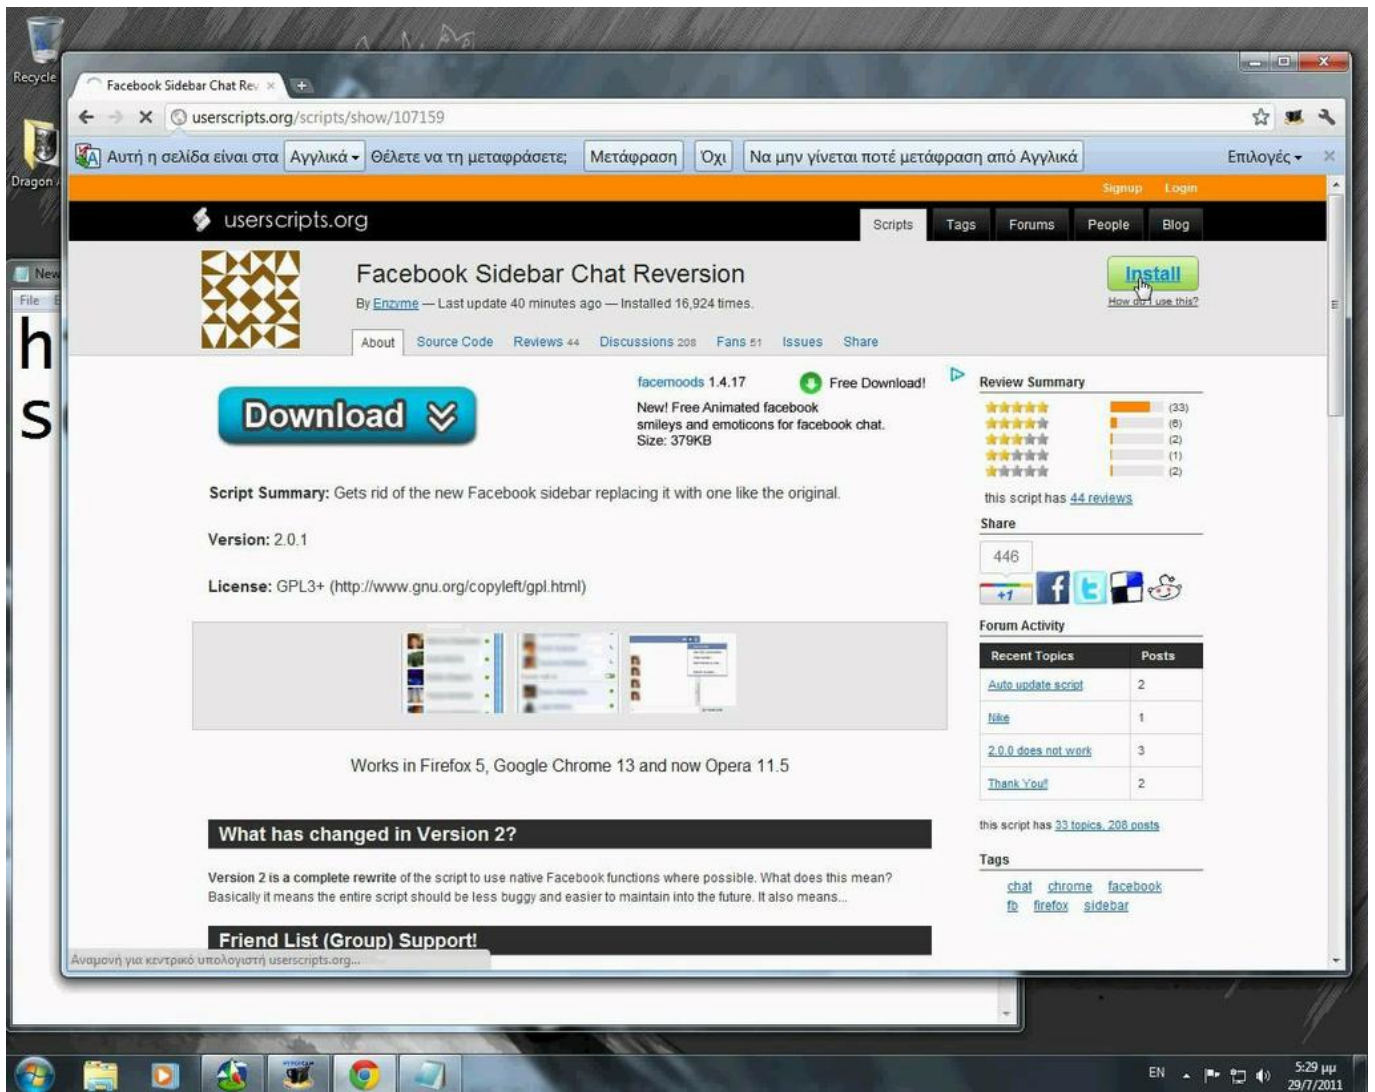 Recycle
Facebook Sidebar Chat Rev
userscripts.org/scripts/show/107159
Αυτή η σελίδα είναι στα Αγγλικά Θέλετε να τη μεταφράσετε; Μετάφραση Όχι Να μην γίνεται ποτέ μετάφραση από Αγγλικά Επιλογές
Dragon
Signup Login
userscripts.org
Scripts Tags Forums People Blog
New
File E
h
s
Facebook Sidebar Chat Reversion
Install
By Enzyme — Last update 40 minutes ago — Installed 16,924 times.
How do I use this?
About Source Code Reviews 44 Discussions 208 Fans 51 Issues Share
Download
facemoods 1.4.17
Free Download!
New! Free Animated facebook
smileys and emoticons for facebook chat.
Size: 379KB
Review Summary
(33)
(6)
(2)
(1)
(2)
this script has 44 reviews
Script Summary: Gets rid of the new Facebook sidebar replacing it with one like the original.
Version: 2.0.1
License: GPL3+ (http://www.gnu.org/copyleft/gpl.html)
Share
446
+1
Forum Activity
Recent Topics Posts
Auto update script 2
Nike 1
2.0.0 does not work 3
Thank You!! 2
this script has 33 topics, 208 posts
Tags
chat chrome facebook
fb firefox sidebar
Works in Firefox 5, Google Chrome 13 and now Opera 11.5
What has changed in Version 2?
Version 2 is a complete rewrite of the script to use native Facebook functions where possible. What does this mean?
Basically it means the entire script should be less buggy and easier to maintain into the future. It also means...
Friend List (Group) Support!
Αναμονή για κεντρικό υπολογιστή userscripts.org...
EN
5:29 μμ
29/7/2011